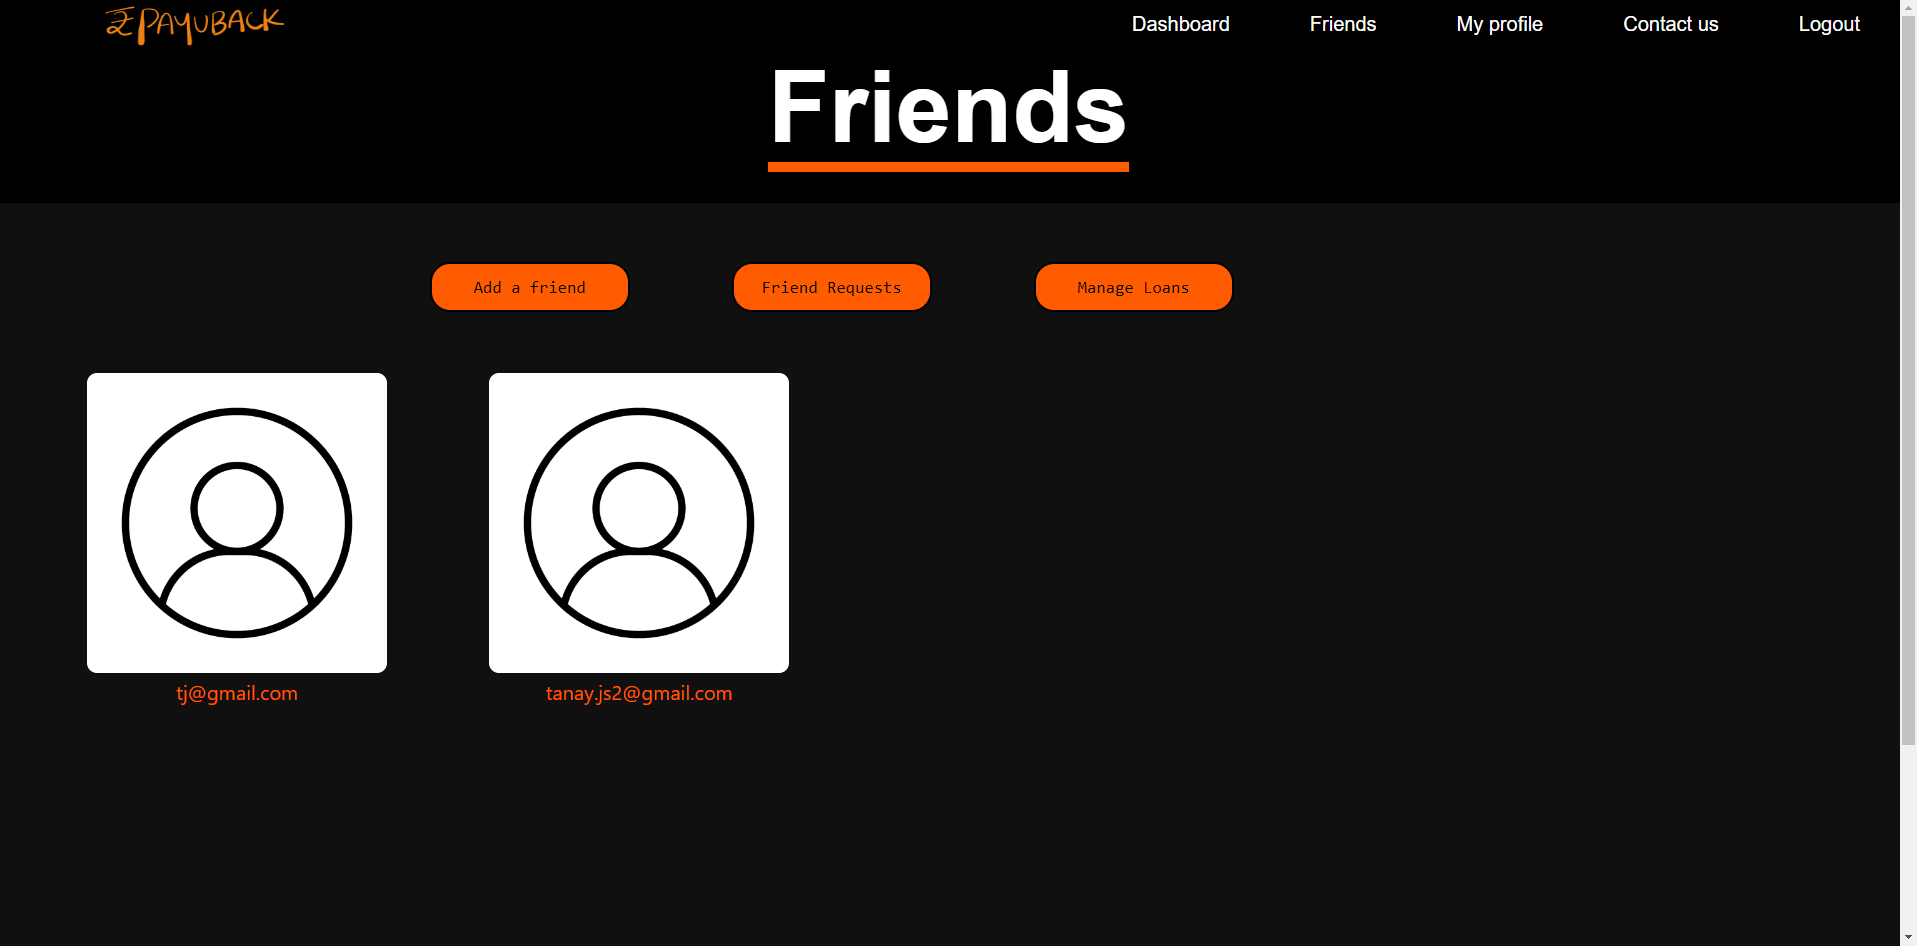 PAYUBACK
Dashboard Friends My profile Contact us Logout
Friends
Add a friend Friend Requests Manage Loans
tj@gmail.com tanay.js2@gmail.com